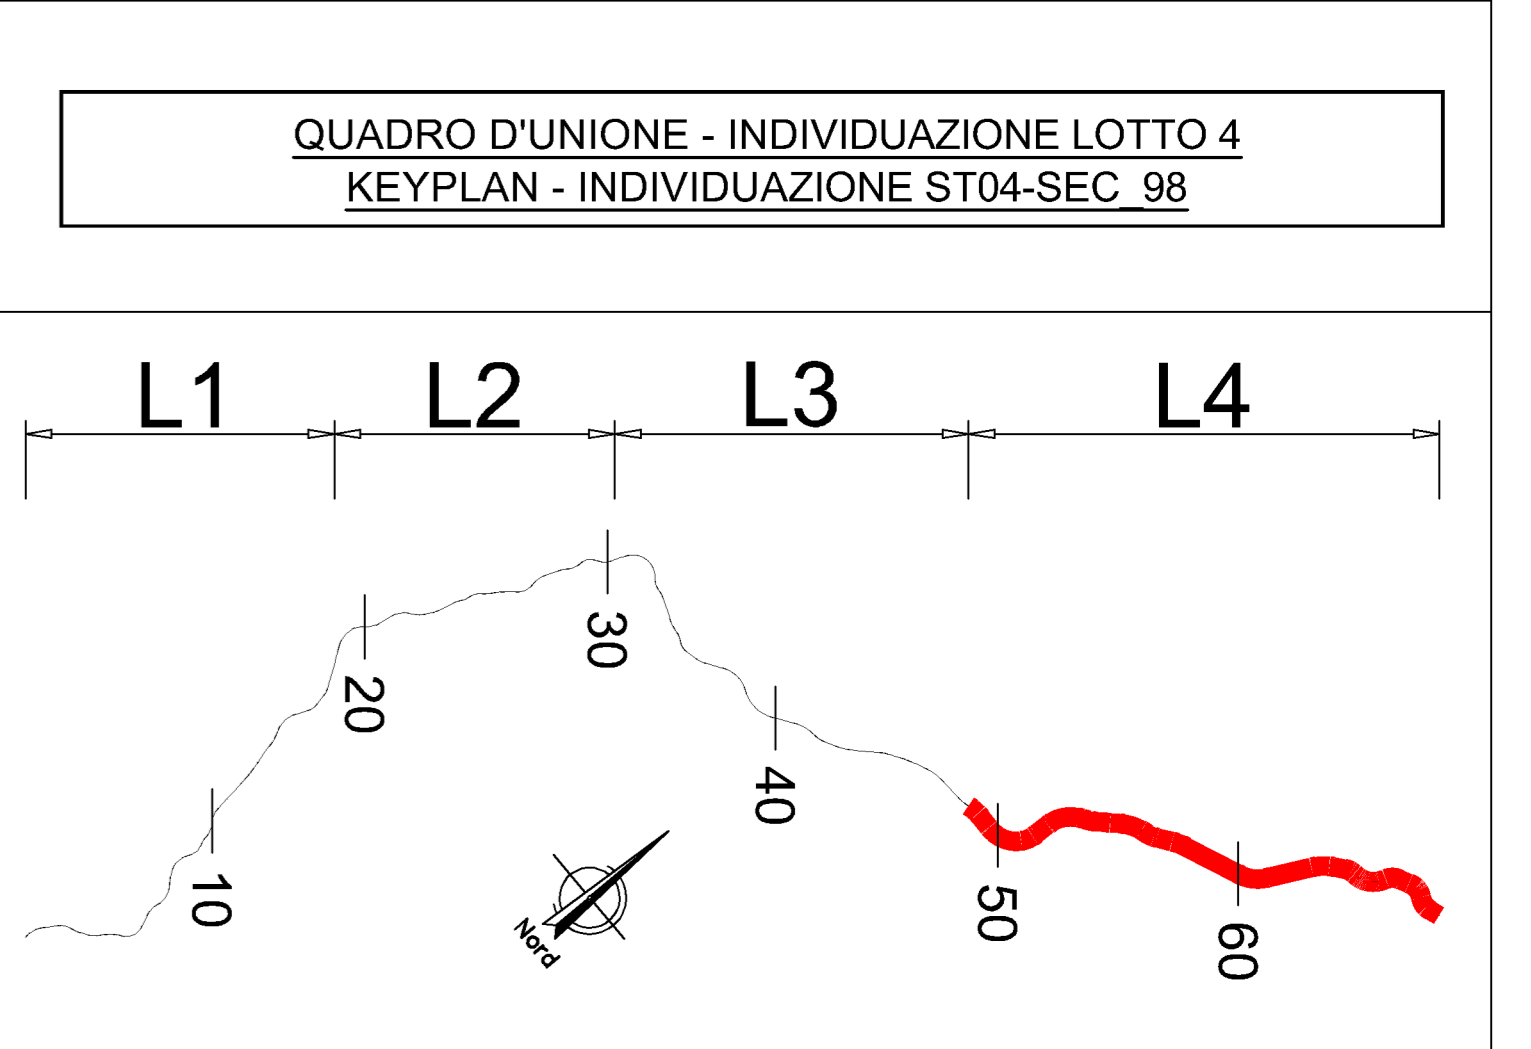 QUADRO D'UNIONE - INDIVIDUAZIONE LOTTO 4
KEYPLAN - INDIVIDUAZIONE ST04-SEC_98
L1
L2
L3
L4
10
20
30
40
50
60
Nord